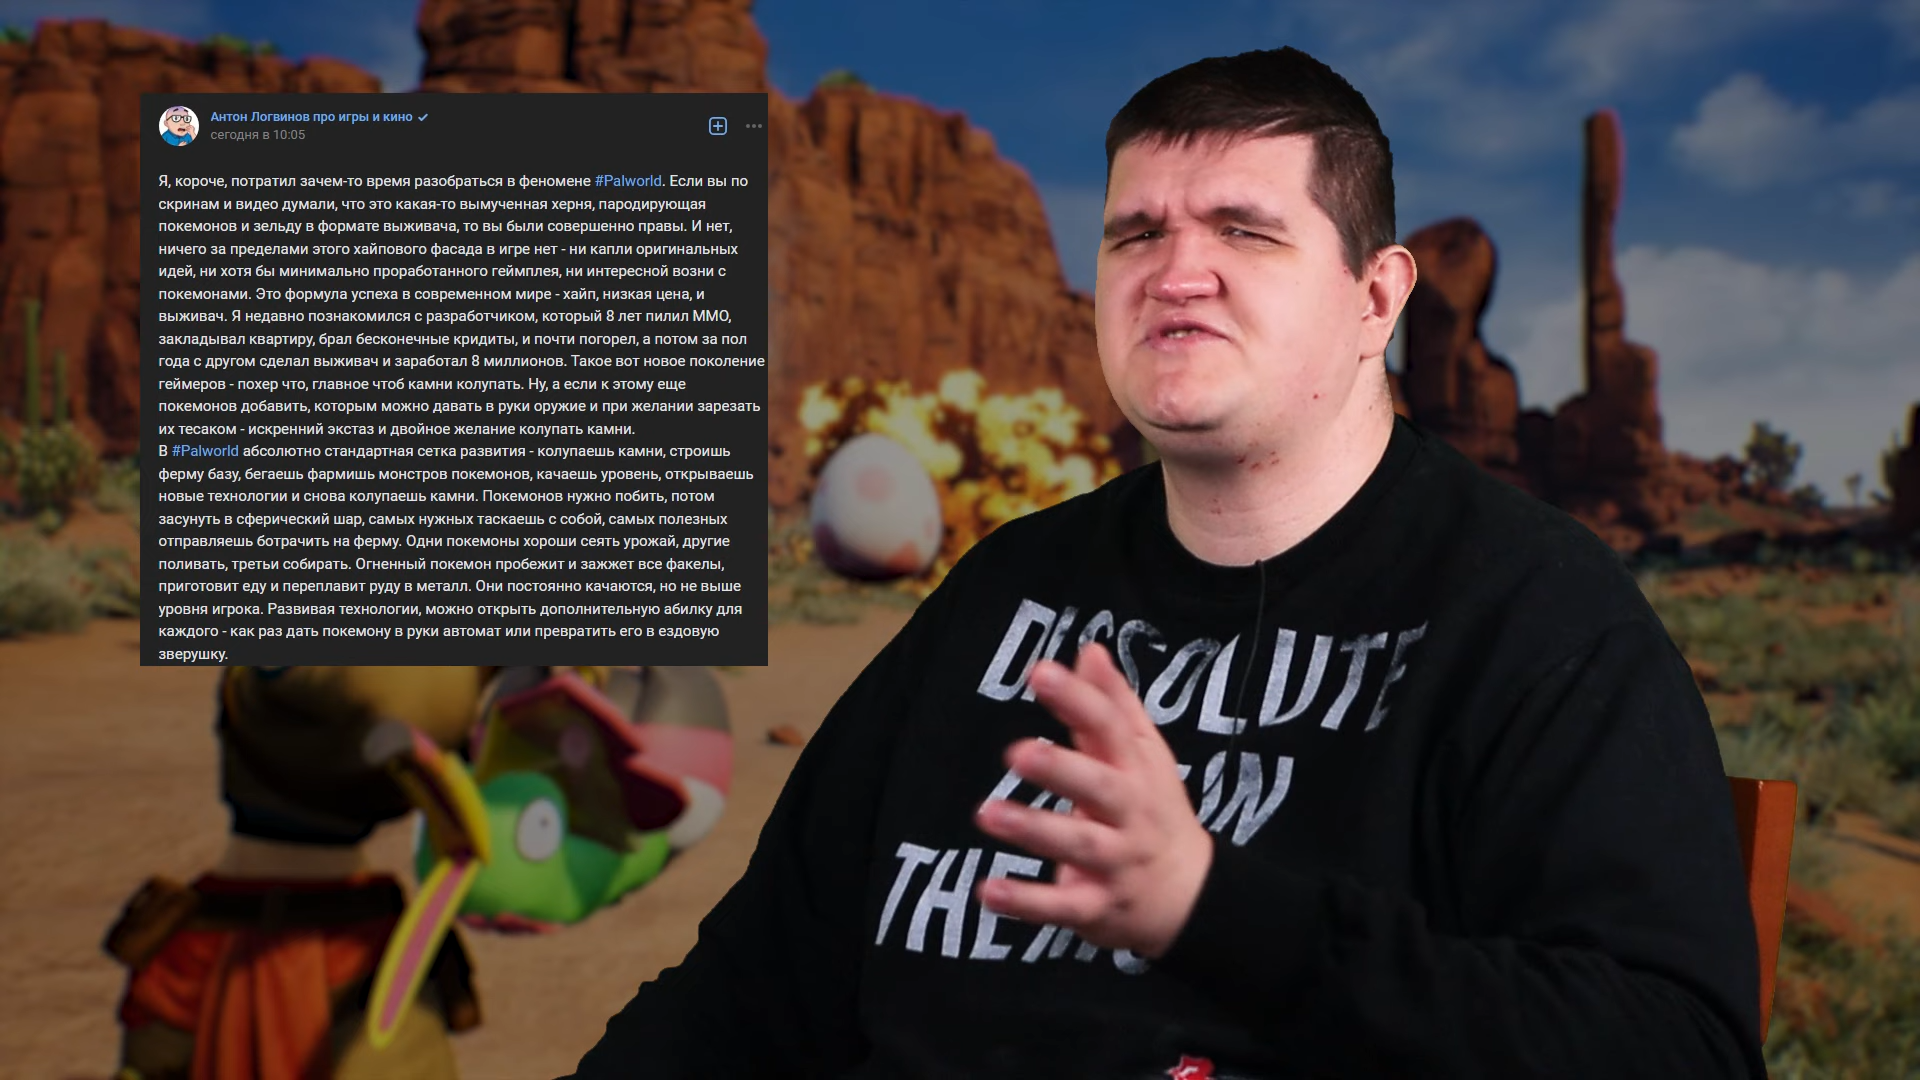 Антон Логвинов про игры и кино
сегодня в 10:05
Я, короче, потратил зачем-то время разобраться в феномене #Palworld. Если вы по
скринам и видео думали, что это какая-то вымученная херня, пародирующая
покемонов и зельду в формате выживача, то вы были совершенно правы. И нет,
ничего за пределами этого хайпового фасада в игре нет - ни капли оригинальных
идей, ни хотя бы минимально проработанного геймплея, ни интересной возни с
покемонами. Это формула успеха в современном мире - хайп, низкая цена, и
выживач. Я недавно познакомился с разработчиком, который 8 лет пилил ММО,
закладывал квартиру, брал бесконечные кридиты, и почти погорел, а потом за пол
года с другом сделал выживач и заработал 8 миллионов. Такое вот новое поколение
геймеров - похер что, главное чтоб камни колупать. Ну, а если к этому еще
покемонов добавить, которым можно давать в руки оружие и при желании зарезать
их тесаком - искренний экстаз и двойное желание колупать камни.
В #Palworld абсолютно стандартная сетка развития - колупаешь камни, строишь
ферму базу, бегаешь фармишь монстров покемонов, качаешь уровень, открываешь
новые технологии и снова колупаешь камни. Покемонов нужно побить, потом
засунуть в сферический шар, самых нужных таскаешь с собой, самых полезных
отправляешь ботрачить на ферму. Одни покемоны хороши сеять урожай, другие
поливать, третьи собирать. Огненный покемон пробежит и зажжет все факелы,
приготовит еду и переплавит руду в металл. Они постоянно качаются, но не выше
уровня игрока. Развивая технологии, можно открыть дополнительную абилку для
каждого - как раз дать покемону в руки автомат или превратить его в ездовую
зверушку.
DISSOLUTE
IN
THE